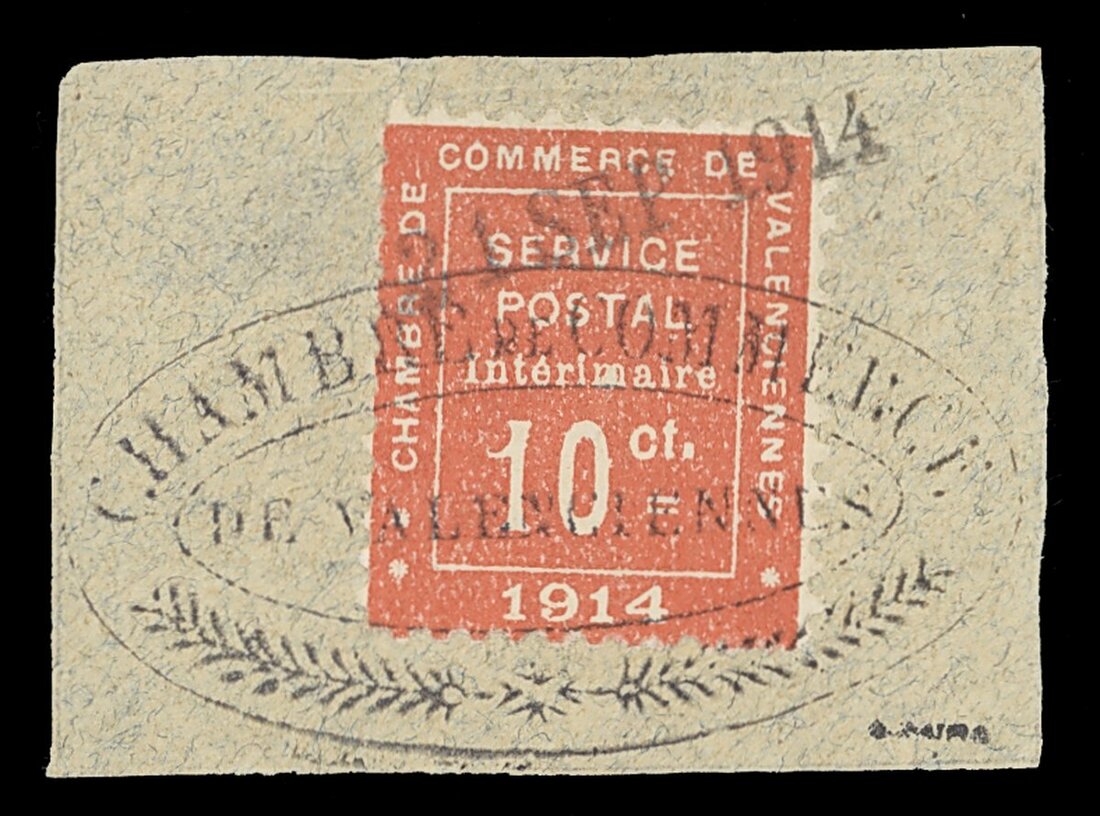 COMMERCE DE
CHAMBRE DE
VALENCIENNES
SERVICE
POSTAL
Intérimaire
10 ct.
1914
SEP 1914
CHAMBRE DE COMMERCE
DE VALENCIENNES